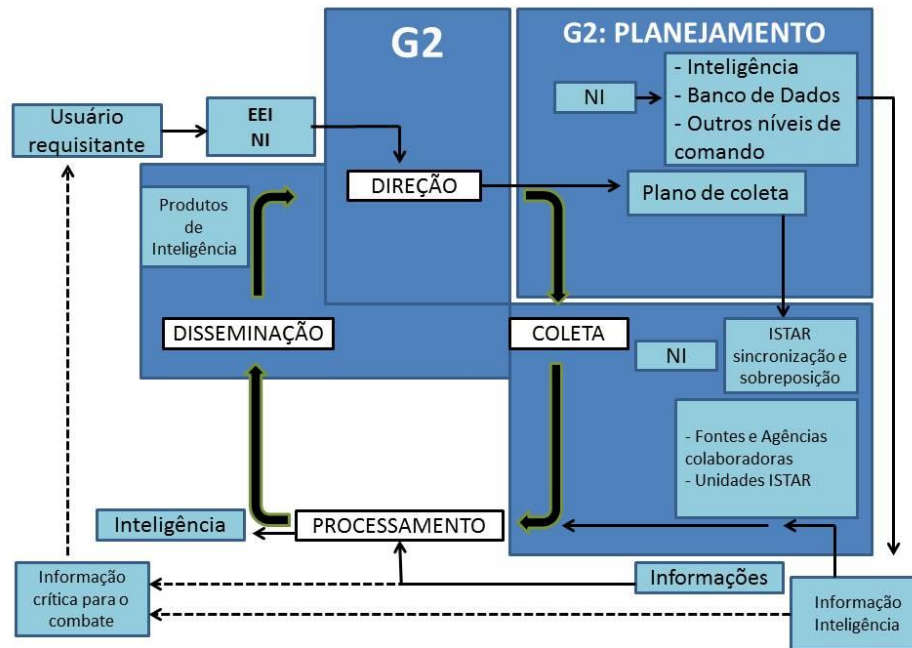 G2
G2: PLANEJAMENTO
NI
- Inteligência
- Banco de Dados
- Outros níveis de
comando
Usuário
requisitante
EEI
NI
DIREÇÃO
Plano de coleta
Produtos
de
Inteligência
DISSEMINAÇÃO
COLETA
NI
ISTAR
sincronização e
sobreposição
- Fontes e Agências
colaboradoras
- Unidades ISTAR
Inteligência
PROCESSAMENTO
Informações
Informação
crítica para o
combate
Informação
Inteligência